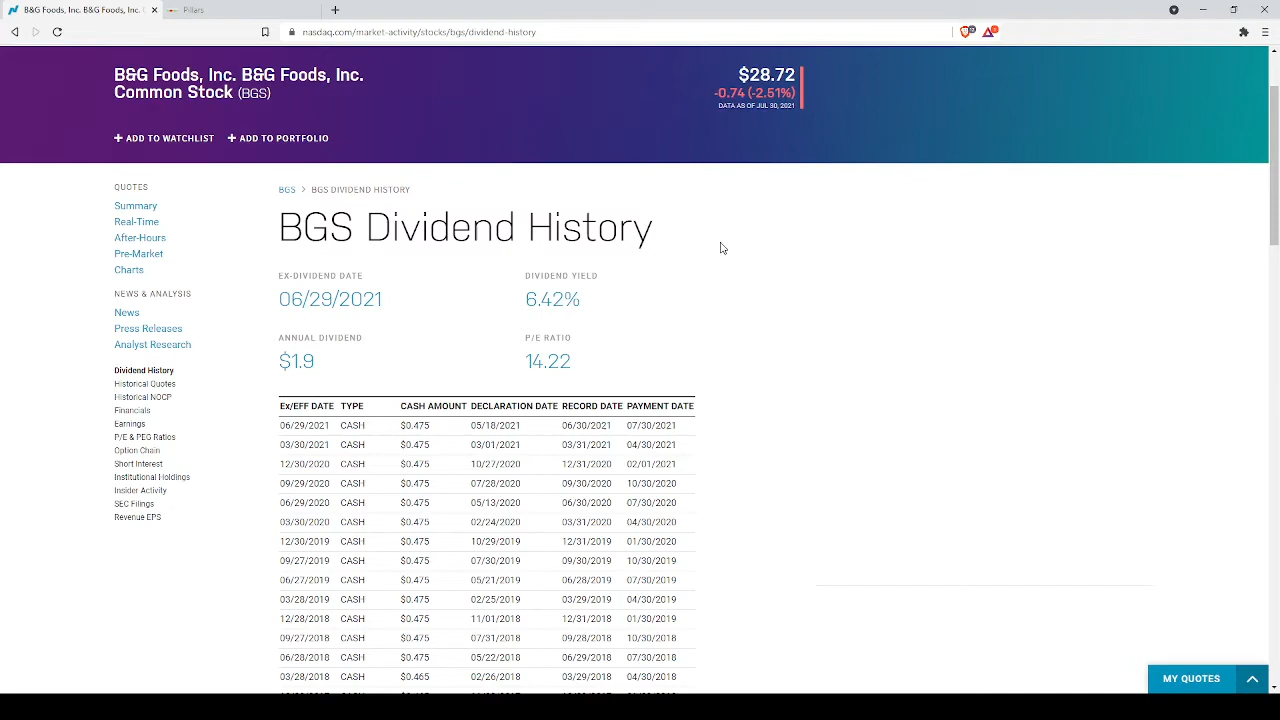 B&G Foods, Inc. B&G Foods, Inc. C
Pillars
nasdaq.com/market-activity/stocks/bgs/dividend-history
B&G Foods, Inc. B&G Foods, Inc.
Common Stock (BGS)
$28.72
-0.74 (-2.51%)
DATA AS OF JUL 30, 2021
+ ADD TO WATCHLIST + ADD TO PORTFOLIO
QUOTES
Summary
Real-Time
After-Hours
Pre-Market
Charts
NEWS & ANALYSIS
News
Press Releases
Analyst Research
Dividend History
Historical Quotes
Historical NOCP
Financials
Earnings
P/E & PEG Ratios
Option Chain
Short Interest
Institutional Holdings
Insider Activity
SEC Filings
Revenue EPS
BGS > BGS DIVIDEND HISTORY
BGS Dividend History
EX-DIVIDEND DATE DIVIDEND YIELD
06/29/2021 6.42%
ANNUAL DIVIDEND P/E RATIO
$1.9 14.22
Ex/EFF DATE TYPE CASH AMOUNT DECLARATION DATE RECORD DATE PAYMENT DATE
06/29/2021 CASH $0.475 05/18/2021 06/30/2021 07/30/2021
03/30/2021 CASH $0.475 03/01/2021 03/31/2021 04/30/2021
12/30/2020 CASH $0.475 10/27/2020 12/31/2020 02/01/2021
09/29/2020 CASH $0.475 07/28/2020 09/30/2020 10/30/2020
06/29/2020 CASH $0.475 05/13/2020 06/30/2020 07/30/2020
03/30/2020 CASH $0.475 02/24/2020 03/31/2020 04/30/2020
12/30/2019 CASH $0.475 10/29/2019 12/31/2019 01/30/2020
09/27/2019 CASH $0.475 07/30/2019 09/30/2019 10/30/2019
06/27/2019 CASH $0.475 05/21/2019 06/28/2019 07/30/2019
03/28/2019 CASH $0.475 02/25/2019 03/29/2019 04/30/2019
12/28/2018 CASH $0.475 11/01/2018 12/31/2018 01/30/2019
09/27/2018 CASH $0.475 07/31/2018 09/28/2018 10/30/2018
06/28/2018 CASH $0.475 05/22/2018 06/29/2018 07/30/2018
03/28/2018 CASH $0.465 02/26/2018 03/29/2018 04/30/2018
MY QUOTES